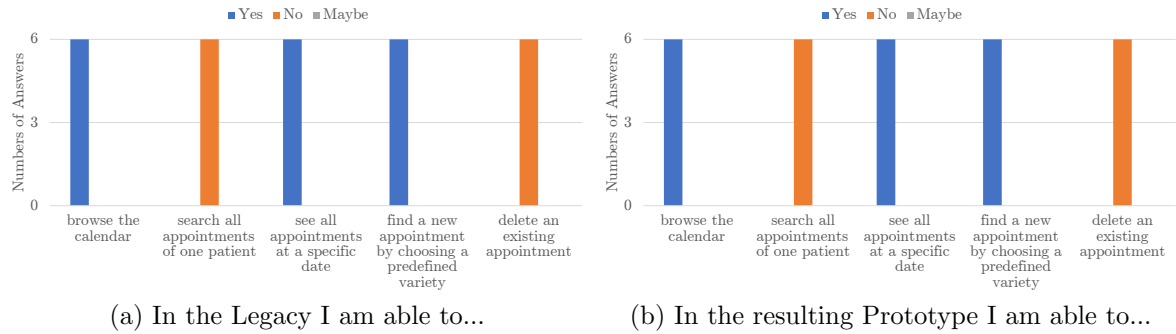 Yes No Maybe
6
3
0
Numbers of Answers
browse the
calendar
search all
appointments
of one patient
see all
appointments
at a specific
date
find a new
appointment
by choosing a
predefined
variety
delete an
existing
appointment
(a) In the Legacy I am able to...
Yes No Maybe
6
3
0
Numbers of Answers
browse the
calendar
search all
appointments
of one patient
see all
appointments
at a specific
date
find a new
appointment
by choosing a
predefined
variety
delete an
existing
appointment
(b) In the resulting Prototype I am able to...